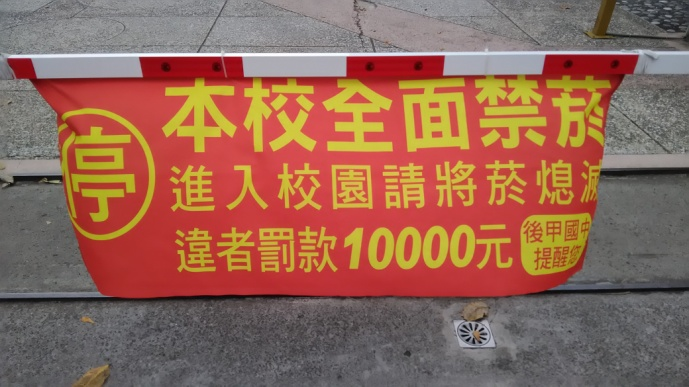 停
本校全面禁菸
進入校園請將菸熄滅
違者罰款10000元
後甲國中
提醒您